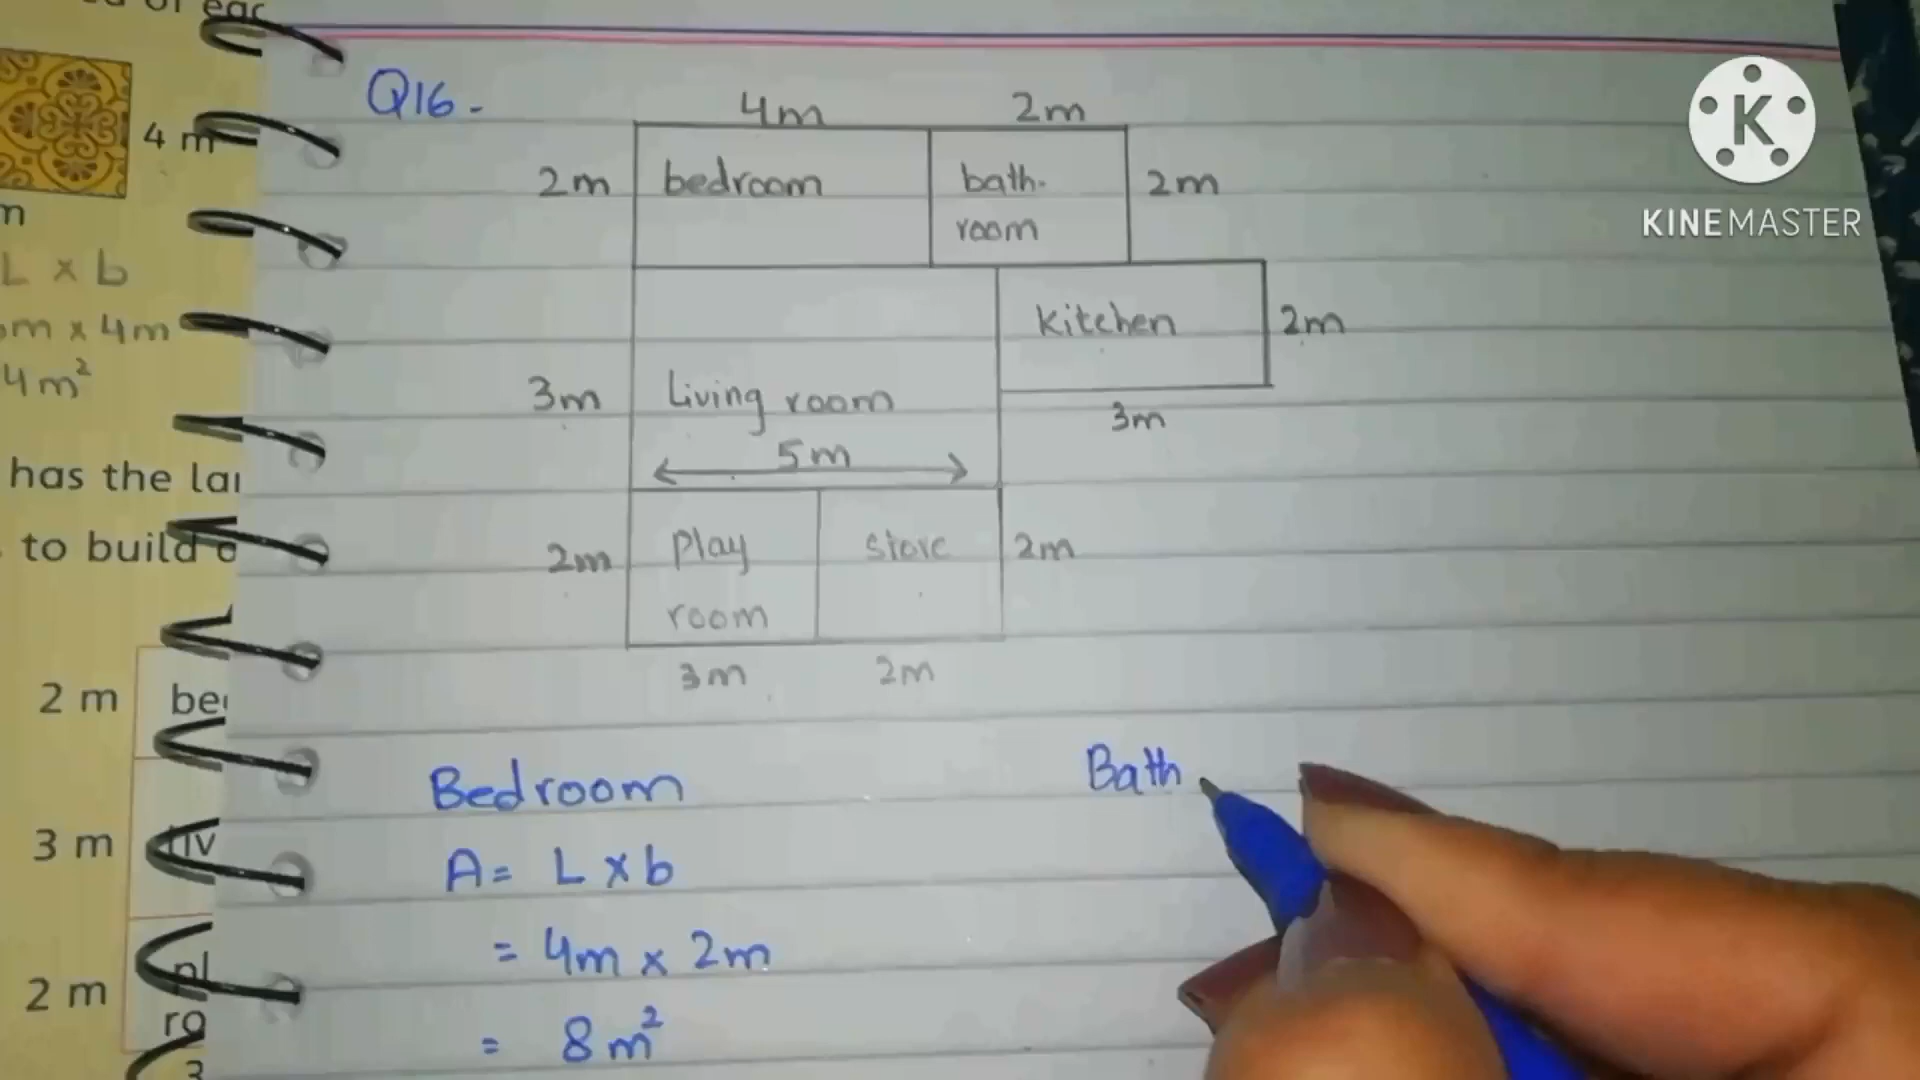 Q16-
4m 2m
2m bedroom bath- 2m
room
kitchen 2m
3m Living room 3m
5m
2m Play store 2m
room
3m 2m
Bedroom
A = L x b
= 4m x 2m
= 8m²
Bath
KINEMASTER
4 m
L x b
m x 4m
4m²
has the
to build
2 m
3 m
2 m
ro
3